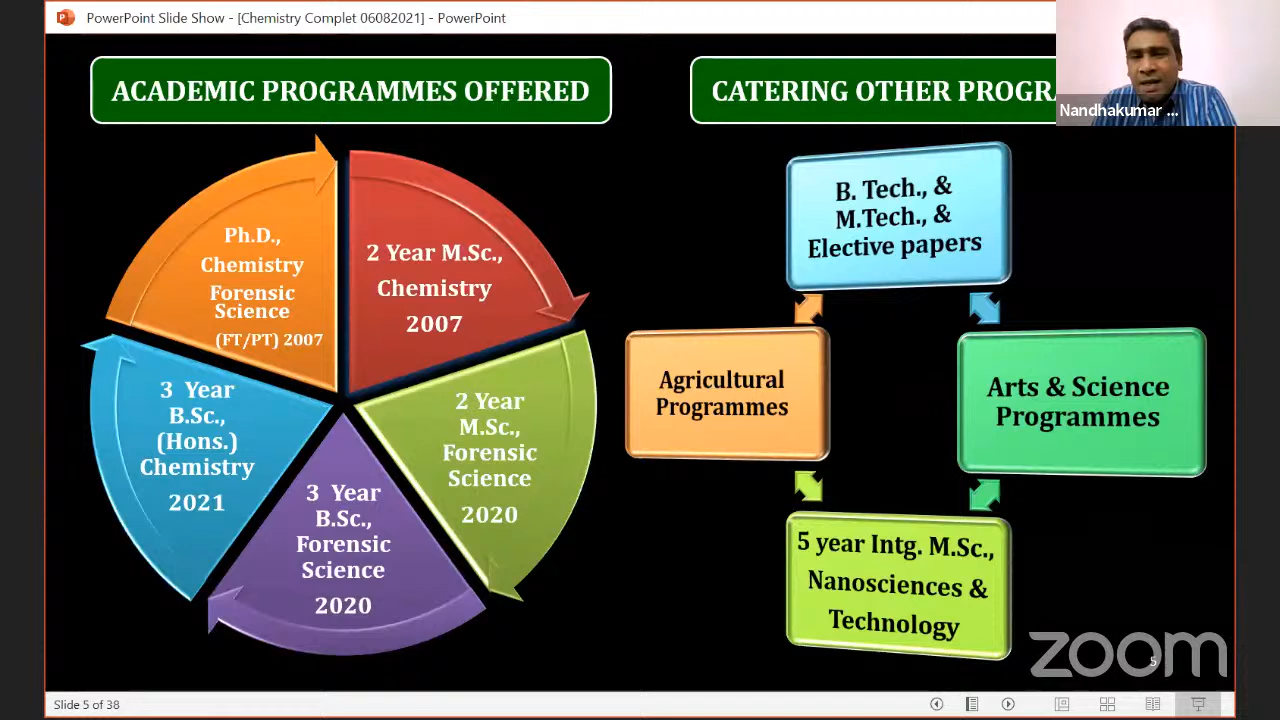 PowerPoint Slide Show - [Chemistry Complet 06082021] - PowerPoint
ACADEMIC PROGRAMMES OFFERED
CATERING OTHER PROGRA
Nandhakumar ...
Ph.D.,
Chemistry
Forensic
Science
(FT/PT) 2007
2 Year M.Sc.,
Chemistry
2007
2 Year
M.Sc.,
Forensic
Science
2020
3 Year
B.Sc.,
Forensic
Science
2020
3 Year
B.Sc.,
(Hons.)
Chemistry
2021
B. Tech., &
M.Tech., &
Elective papers
Agricultural
Programmes
Arts & Science
Programmes
5 year Intg. M.Sc.,
Nanosciences &
Technology
zoom
5
Slide 5 of 38